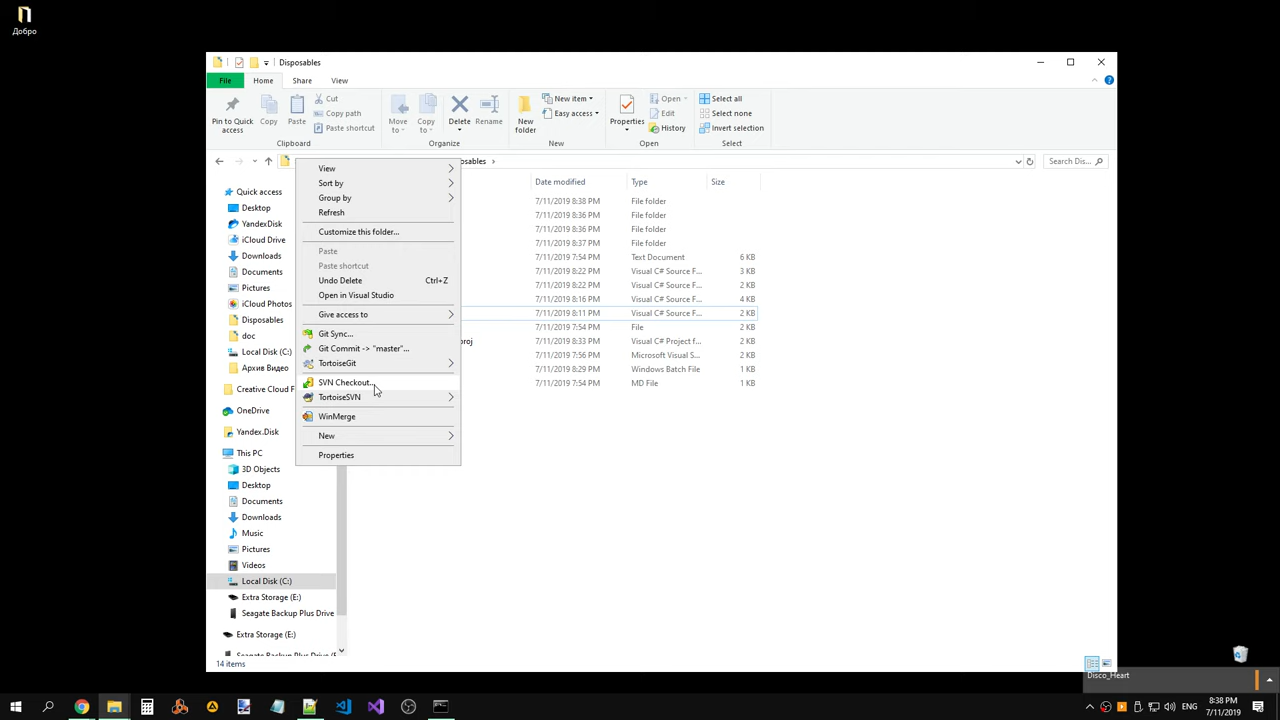 Добро
Disposables
File
Home
Share
View
Pin to Quick access
Copy
Paste
Cut
Copy path
Paste shortcut
Clipboard
Move to
Copy to
Delete
Rename
Organize
New folder
New item
Easy access
New
Properties
Open
Edit
History
Open
Select all
Select none
Invert selection
Select
posables
Search Dis...
Date modified
Type
Size
7/11/2019 8:38 PM File folder
7/11/2019 8:36 PM File folder
7/11/2019 8:36 PM File folder
7/11/2019 8:37 PM File folder
7/11/2019 7:54 PM Text Document 6 KB
7/11/2019 8:22 PM Visual C# Source F... 3 KB
7/11/2019 8:22 PM Visual C# Source F... 2 KB
7/11/2019 8:16 PM Visual C# Source F... 4 KB
7/11/2019 8:11 PM Visual C# Source F... 2 KB
7/11/2019 7:54 PM File 2 KB
roj 7/11/2019 8:33 PM Visual C# Project f... 2 KB
7/11/2019 7:56 PM Microsoft Visual S... 2 KB
7/11/2019 8:29 PM Windows Batch File 1 KB
7/11/2019 7:54 PM MD File 1 KB
Quick access
Desktop
YandexDisk
iCloud Drive
Downloads
Documents
Pictures
iCloud Photos
Disposables
doc
Local Disk (C:)
Архив Видео
Creative Cloud F
OneDrive
Yandex.Disk
This PC
3D Objects
Desktop
Documents
Downloads
Music
Pictures
Videos
Local Disk (C:)
Extra Storage (E:)
Seagate Backup Plus Drive
Extra Storage (E:)
Seagate Backup Plus Drive (F
14 items
View
Sort by
Group by
Refresh
Customize this folder...
Paste
Paste shortcut
Undo Delete Ctrl+Z
Open in Visual Studio
Give access to
Git Sync...
Git Commit -> "master"...
TortoiseGit
SVN Checkout...
TortoiseSVN
WinMerge
New
Properties
Disco_Heart
ENG
8:38 PM
7/11/2019